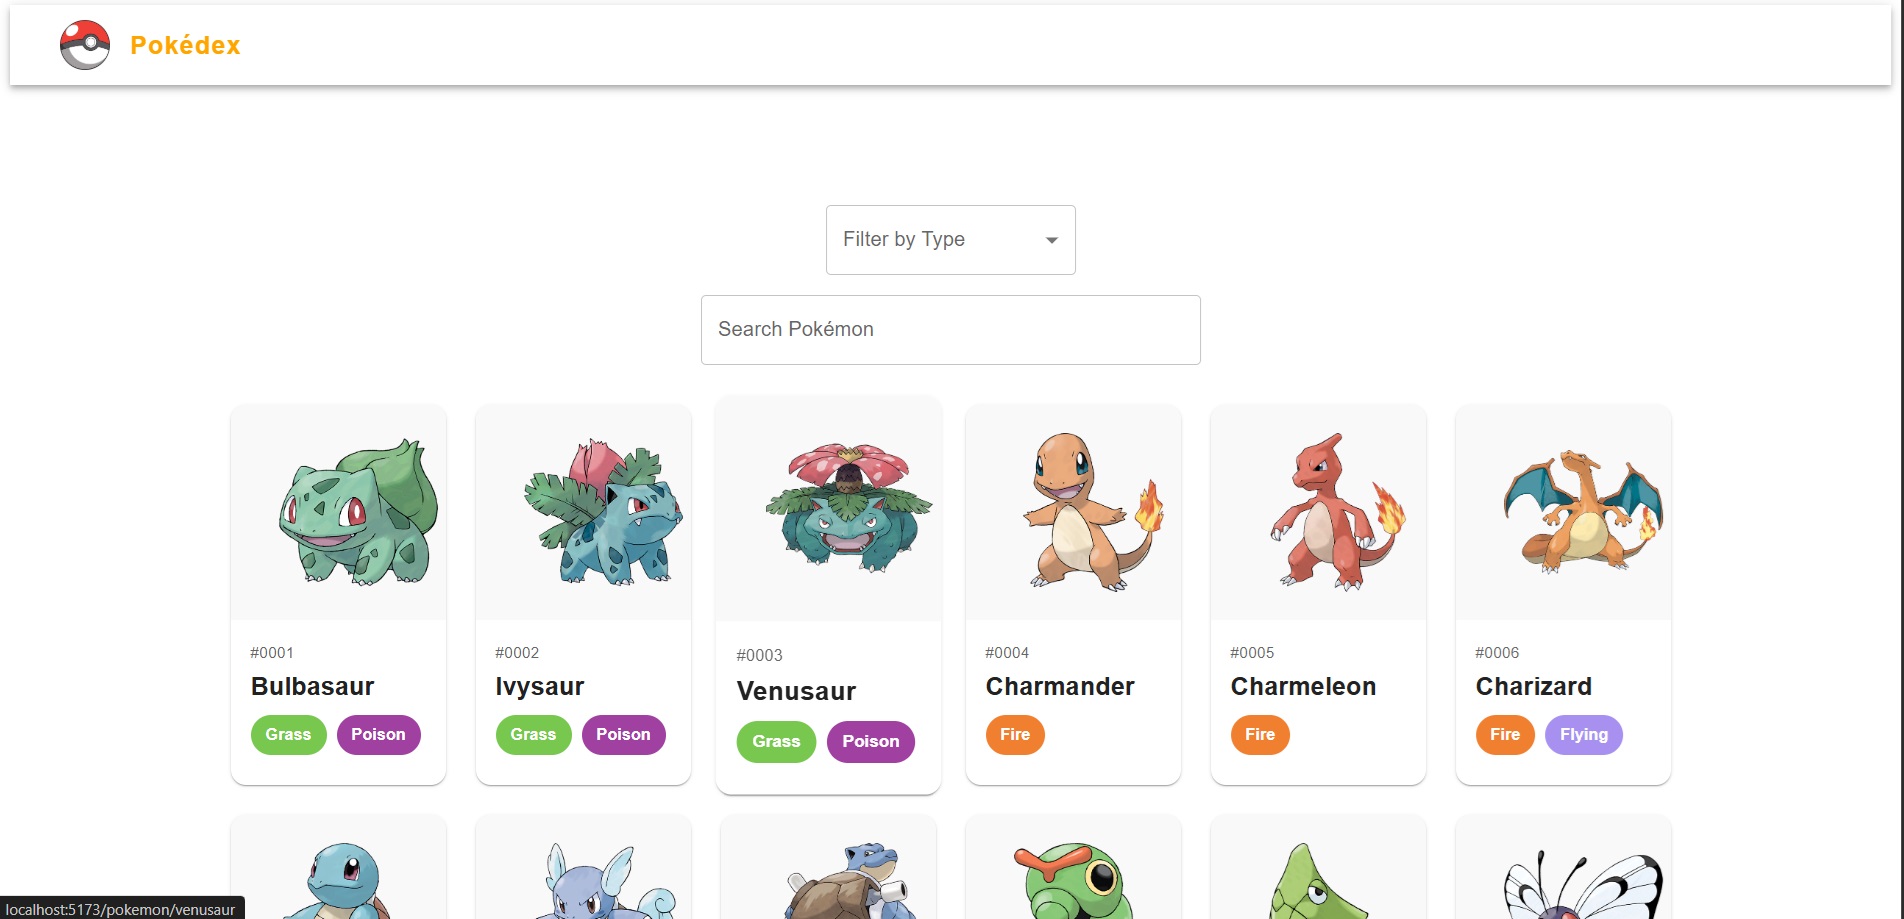 Pokédex
Filter by Type
Search Pokémon
#0001
Bulbasaur
Grass Poison
#0002
Ivysaur
Grass Poison
#0003
Venusaur
Grass Poison
#0004
Charmander
Fire
#0005
Charmeleon
Fire
#0006
Charizard
Fire Flying
localhost:5173/pokemon/venusaur